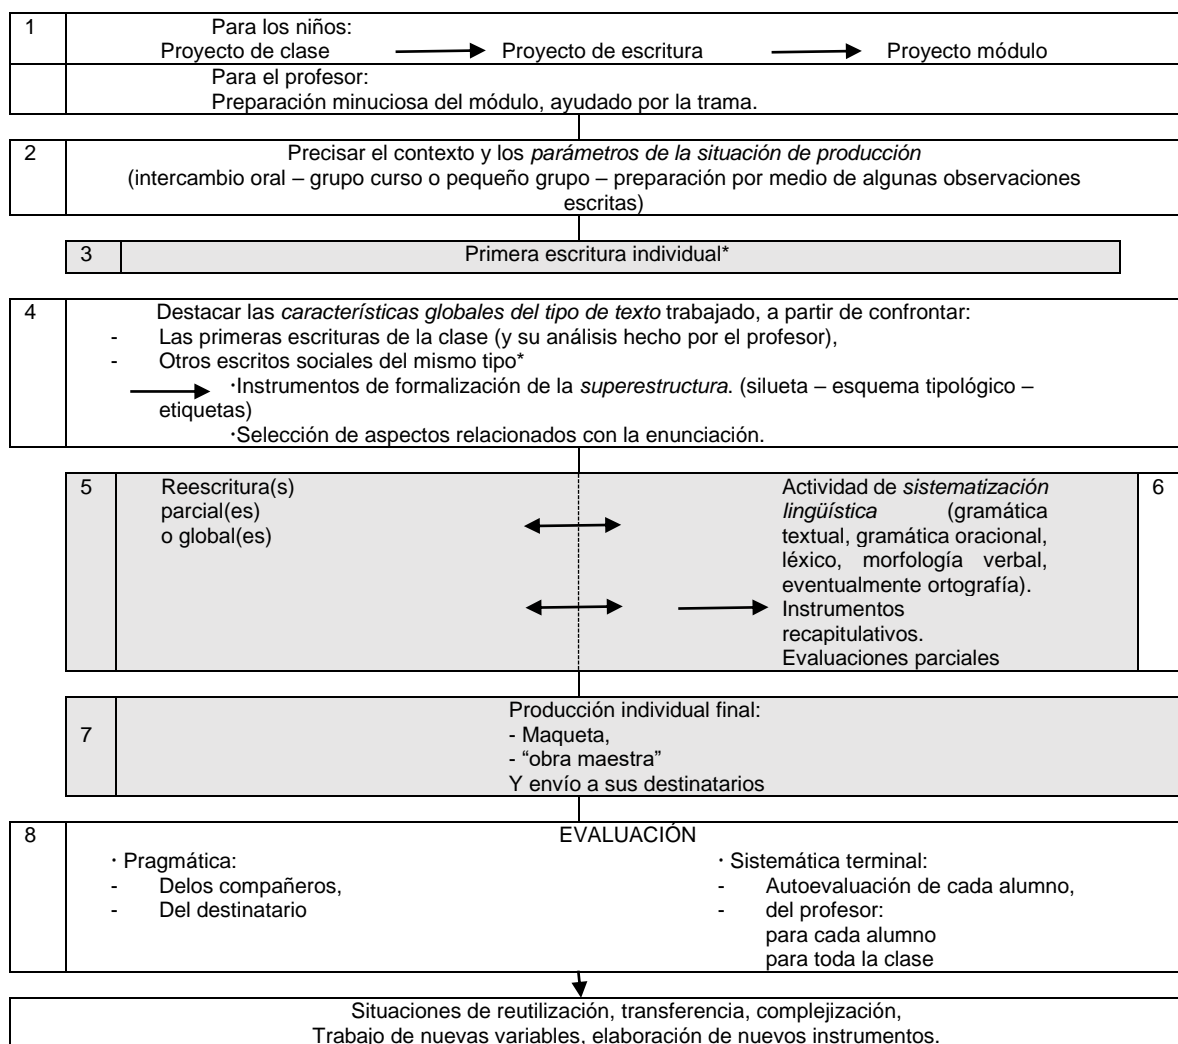 1
Para los niños:
Proyecto de clase Proyecto de escritura Proyecto módulo
Para el profesor:
Preparación minuciosa del módulo, ayudado por la trama.
2
Precisar el contexto y los parámetros de la situación de producción
(intercambio oral – grupo curso o pequeño grupo – preparación por medio de algunas observaciones
escritas)
3
Primera escritura individual*
4
Destacar las características globales del tipo de texto trabajado, a partir de confrontar:
- Las primeras escrituras de la clase (y su análisis hecho por el profesor),
- Otros escritos sociales del mismo tipo*
·Instrumentos de formalización de la superestructura. (silueta – esquema tipológico –
etiquetas)
·Selección de aspectos relacionados con la enunciación.
5
Reescritura(s)
parcial(es)
o global(es)
Actividad de sistematización
lingüística (gramática
textual, gramática oracional,
léxico, morfología verbal,
eventualmente ortografía).
Instrumentos
recapitulativos.
Evaluaciones parciales
6
7
Producción individual final:
- Maqueta,
- “obra maestra”
Y envío a sus destinatarios
8
EVALUACIÓN
· Pragmática:
- Delos compañeros,
- Del destinatario
· Sistemática terminal:
- Autoevaluación de cada alumno,
- del profesor:
para cada alumno
para toda la clase
Situaciones de reutilización, transferencia, complejización,
Trabajo de nuevas variables, elaboración de nuevos instrumentos.